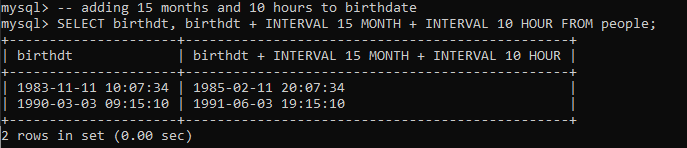 mysql> -- adding 15 months and 10 hours to birthdate
mysql> SELECT birthdt, birthdt + INTERVAL 15 MONTH + INTERVAL 10 HOUR FROM people;
+---------------------+------------------------------------------------+
| birthdt             | birthdt + INTERVAL 15 MONTH + INTERVAL 10 HOUR |
+---------------------+------------------------------------------------+
| 1983-11-11 10:07:34 | 1985-02-11 20:07:34                            |
| 1990-03-03 09:15:10 | 1991-06-03 19:15:10                            |
+---------------------+------------------------------------------------+
2 rows in set (0.00 sec)